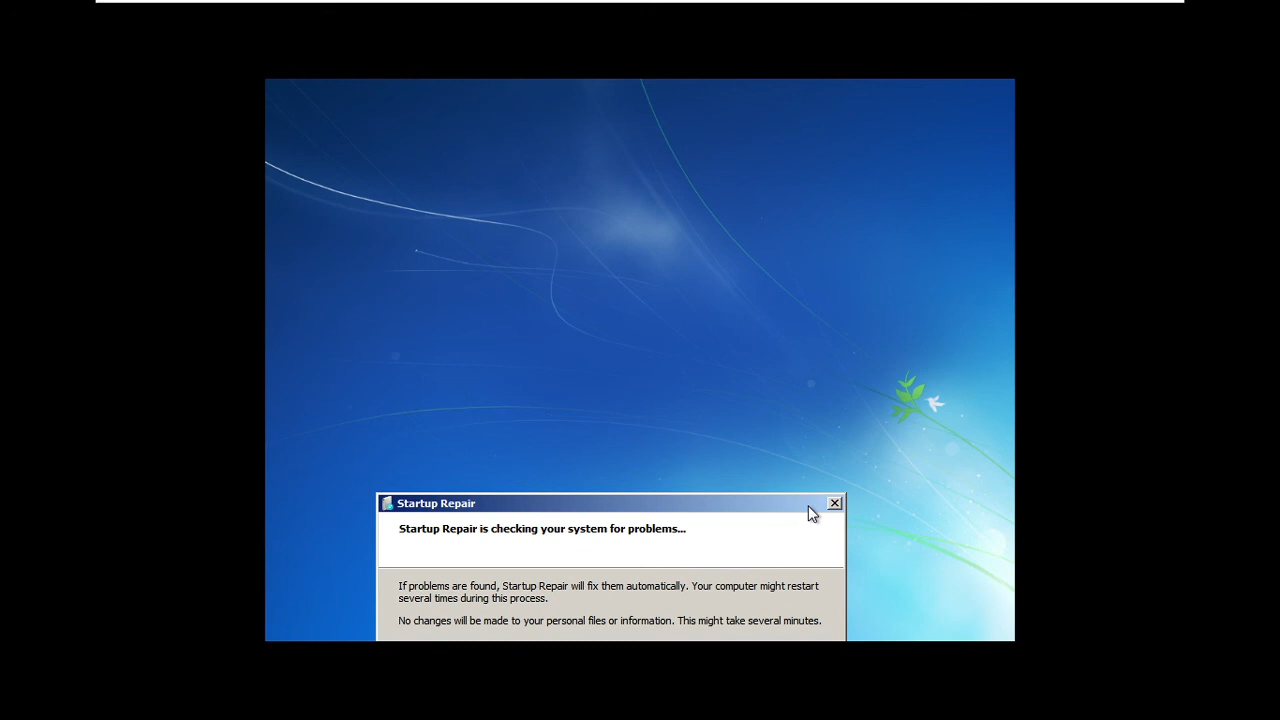 Startup Repair
Startup Repair is checking your system for problems...
If problems are found, Startup Repair will fix them automatically. Your computer might restart
several times during this process.
No changes will be made to your personal files or information. This might take several minutes.